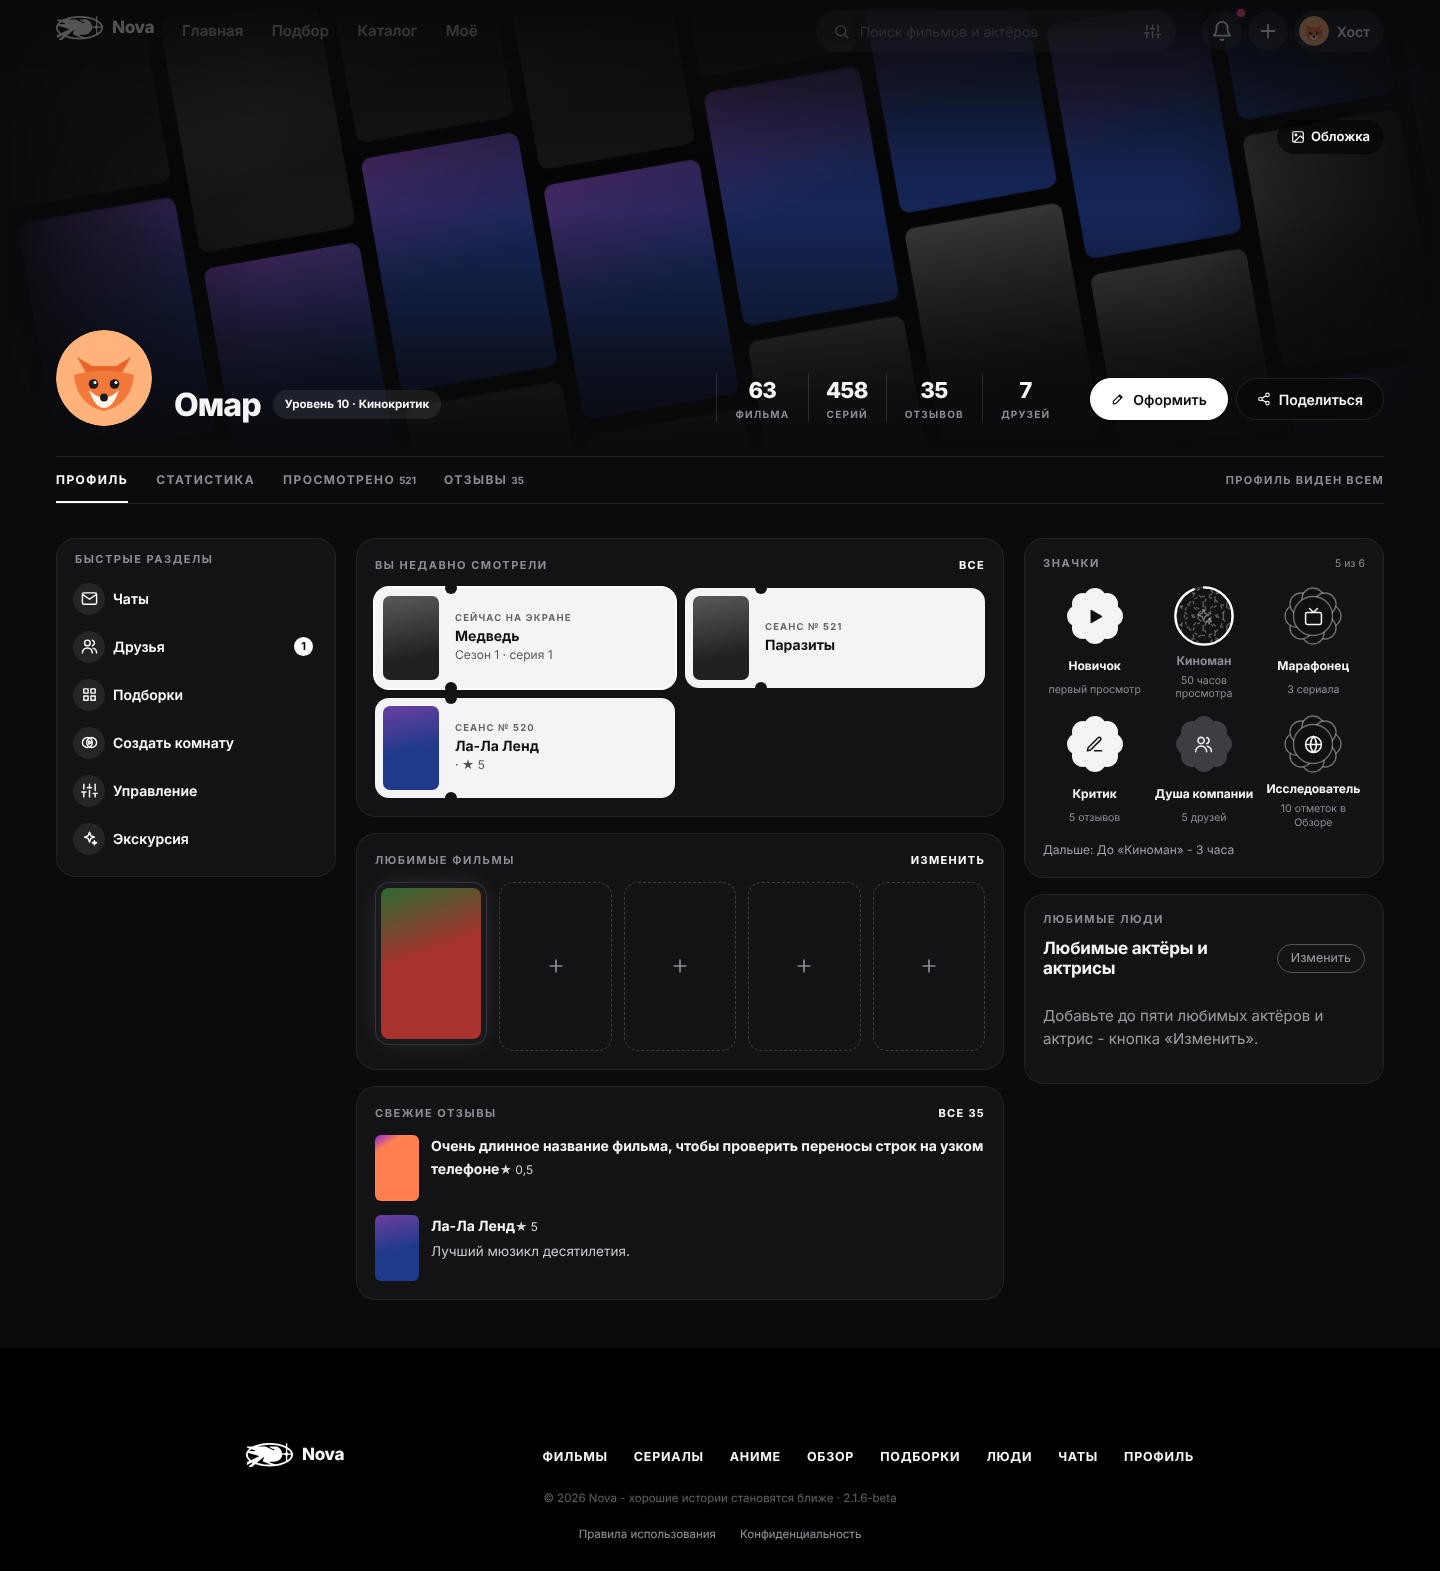 Nova
Главная
Подбор
Каталог
Моё
Поиск фильмов и актёров
Хост
Обложка
Омар
Уровень 10 · Кинокритик
63
ФИЛЬМА
458
СЕРИЙ
35
ОТЗЫВОВ
7
ДРУЗЕЙ
Оформить
Поделиться
ПРОФИЛЬ
СТАТИСТИКА
ПРОСМОТРЕНО 521
ОТЗЫВЫ 35
ПРОФИЛЬ ВИДЕН ВСЕМ
БЫСТРЫЕ РАЗДЕЛЫ
Чаты
Друзья
1
Подборки
Создать комнату
Управление
Экскурсия
ВЫ НЕДАВНО СМОТРЕЛИ
ВСЕ
СЕЙЧАС НА ЭКРАНЕ
Медведь
Сезон 1 · серия 1
СЕАНС № 521
Паразиты
СЕАНС № 520
Ла-Ла Ленд
· ★ 5
ЛЮБИМЫЕ ФИЛЬМЫ
ИЗМЕНИТЬ
СВЕЖИЕ ОТЗЫВЫ
ВСЕ 35
Очень длинное название фильма, чтобы проверить переносы строк на узком
телефоне★ 0,5
Ла-Ла Ленд★ 5
Лучший мюзикл десятилетия.
ЗНАЧКИ
5 из 6
Новичок
первый просмотр
Киноман
50 часов
просмотра
Марафонец
3 сериала
Критик
5 отзывов
Душа компании
5 друзей
Исследователь
10 отметок в
Обзоре
Дальше: До «Киноман» - 3 часа
ЛЮБИМЫЕ ЛЮДИ
Любимые актёры и
актрисы
Изменить
Добавьте до пяти любимых актёров и
актрис - кнопка «Изменить».
Nova
ФИЛЬМЫ
СЕРИАЛЫ
АНИМЕ
ОБЗОР
ПОДБОРКИ
ЛЮДИ
ЧАТЫ
ПРОФИЛЬ
© 2026 Nova - хорошие истории становятся ближе · 2.1.6-beta
Правила использования
Конфиденциальность